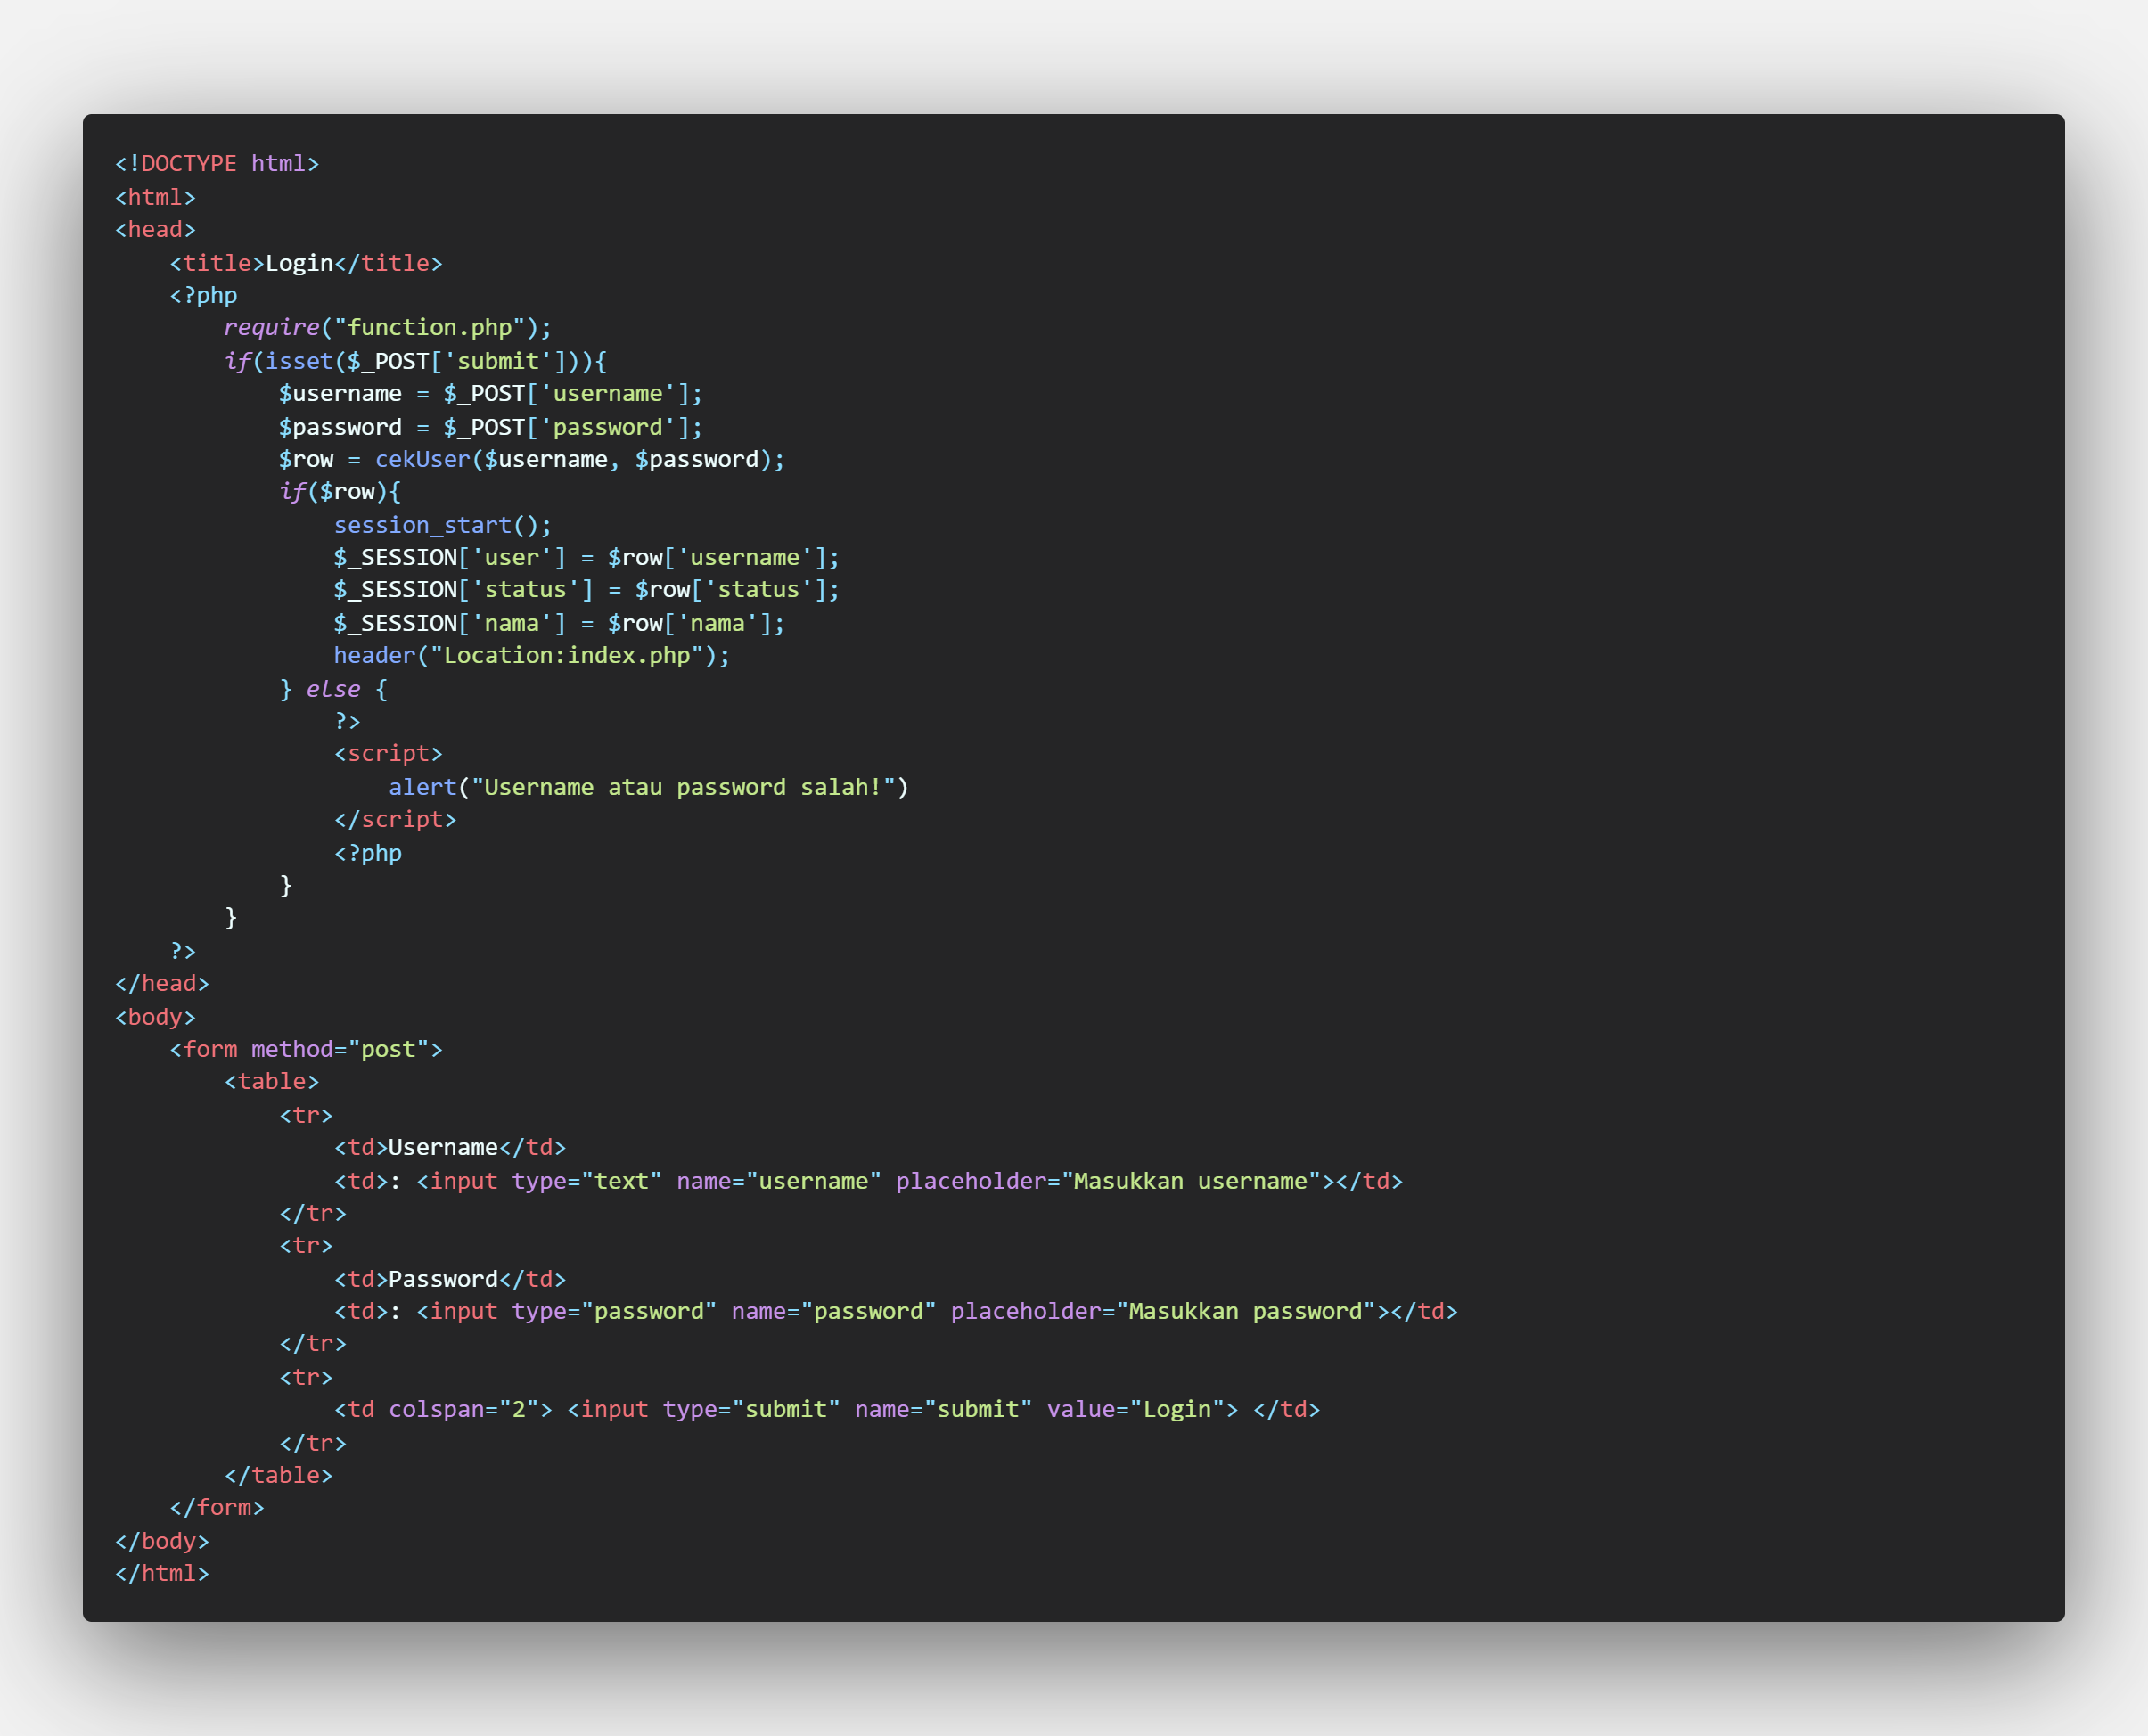 <!DOCTYPE html>
<html>
<head>
    <title>Login</title>
    <?php
        require("function.php");
        if(isset($_POST['submit'])){
            $username = $_POST['username'];
            $password = $_POST['password'];
            $row = cekUser($username, $password);
            if($row){
                session_start();
                $_SESSION['user'] = $row['username'];
                $_SESSION['status'] = $row['status'];
                $_SESSION['nama'] = $row['nama'];
                header("Location:index.php");
            } else {
                ?>
                <script>
                    alert("Username atau password salah!")
                </script>
                <?php
            }
        }
    ?>
</head>
<body>
    <form method="post">
        <table>
            <tr>
                <td>Username</td>
                <td>: <input type="text" name="username" placeholder="Masukkan username"></td>
            </tr>
            <tr>
                <td>Password</td>
                <td>: <input type="password" name="password" placeholder="Masukkan password"></td>
            </tr>
            <tr>
                <td colspan="2"> <input type="submit" name="submit" value="Login"> </td>
            </tr>
        </table>
    </form>
</body>
</html>